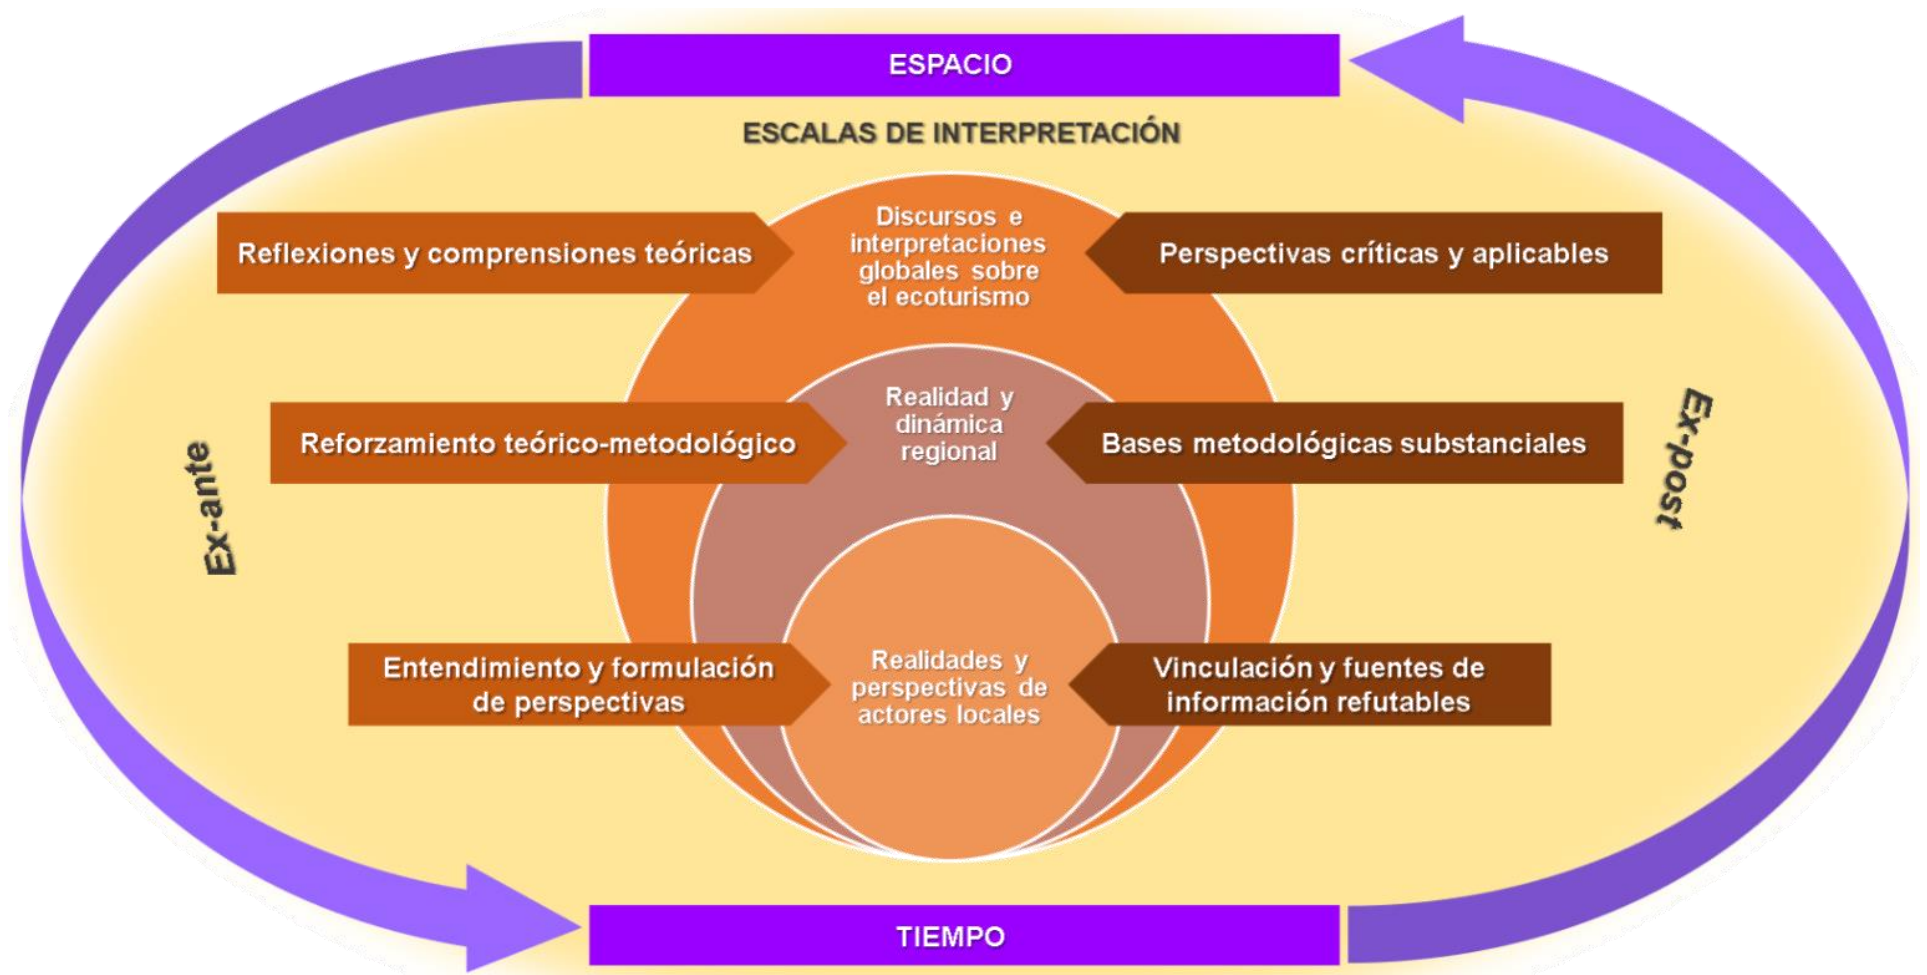 ESPACIO
ESCALAS DE INTERPRETACIÓN
Discursos e
interpretaciones
globales sobre
el ecoturismo
Reflexiones y comprensiones teóricas
Perspectivas críticas y aplicables
Realidad y
dinámica
regional
Reforzamiento teórico-metodológico
Bases metodológicas substanciales
Ex-ante
Ex-post
Entendimiento y formulación
de perspectivas
Realidades y
perspectivas de
actores locales
Vinculación y fuentes de
información refutables
TIEMPO